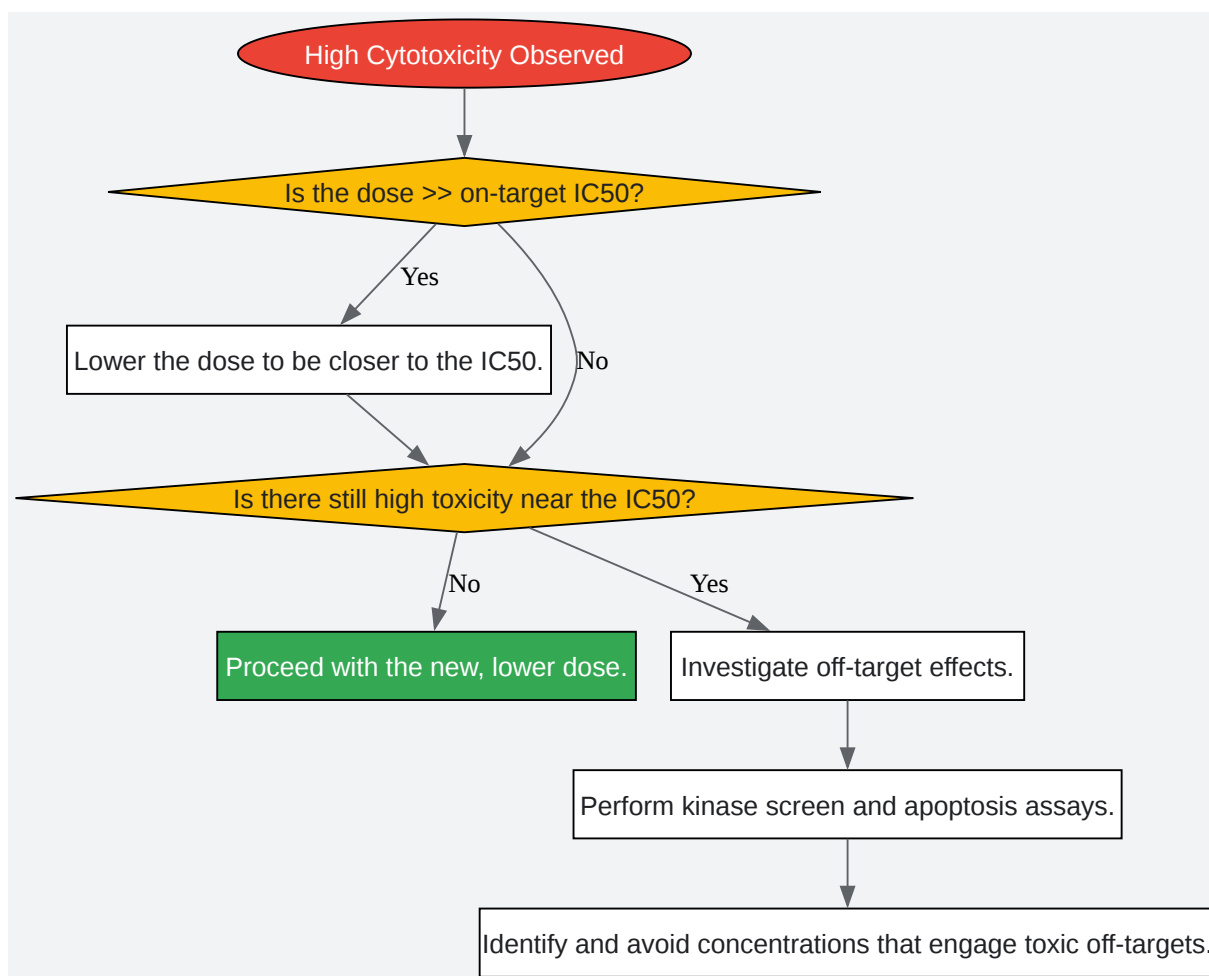 High Cytotoxicity Observed
Is the dose >> on-target IC50?
Yes
Lower the dose to be closer to the IC50.
No
Is there still high toxicity near the IC50?
No
Yes
Proceed with the new, lower dose.
Investigate off-target effects.
Perform kinase screen and apoptosis assays.
Identify and avoid concentrations that engage toxic off-targets.